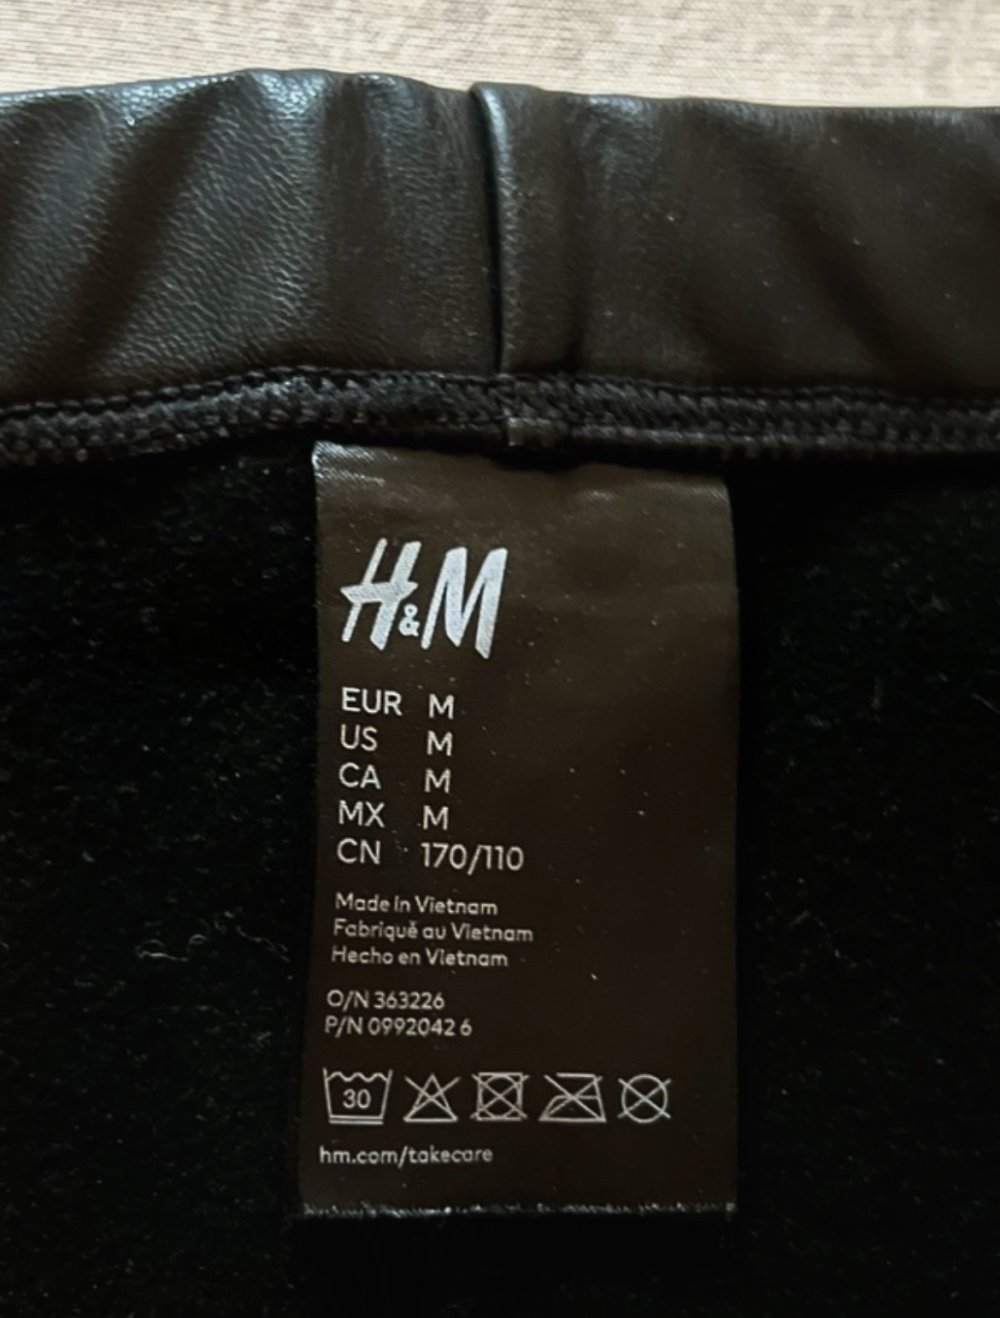 H&M
EUR M
US M
CA M
MX M
CN 170/110
Made in Vietnam
Fabriqué au Vietnam
Hecho en Vietnam
O/N 363226
P/N 0992042 6
30
hm.com/takecare